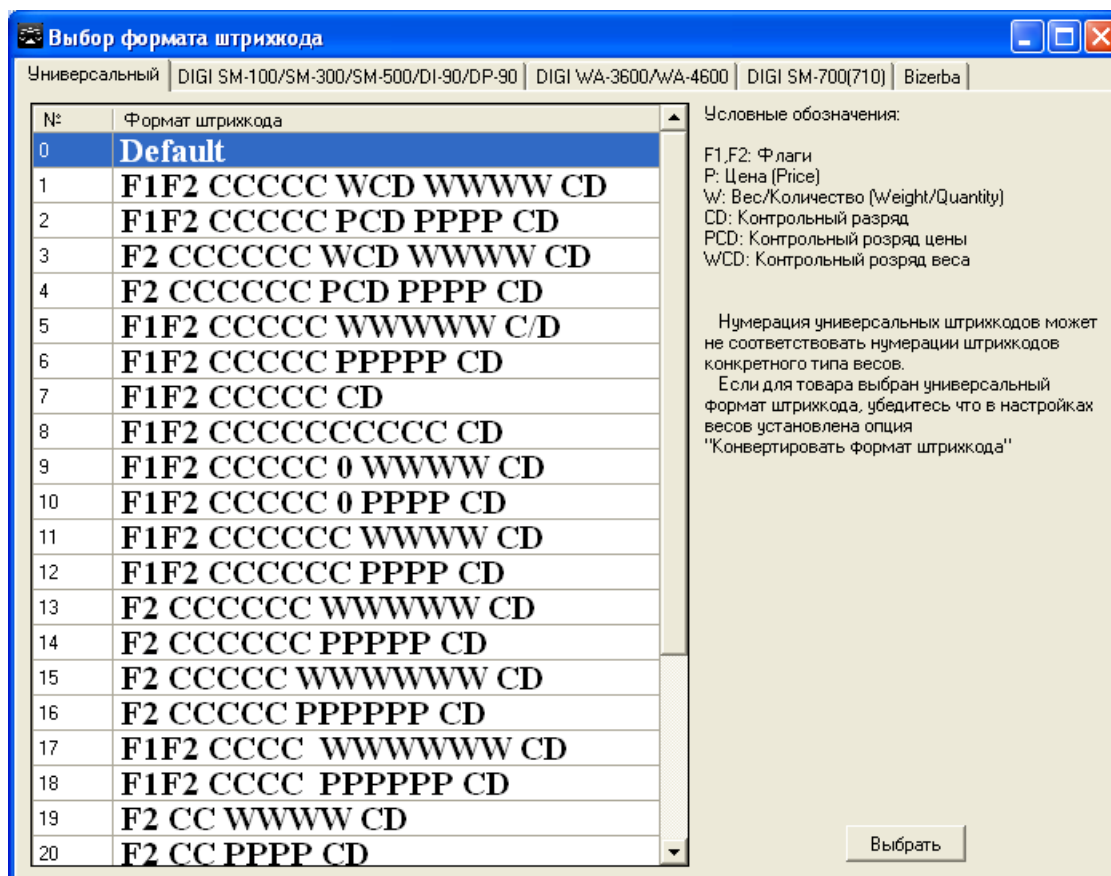 Выбор формата штрихкода
Универсальный DIGI SM-100/SM-300/SM-500/DI-90/DP-90 DIGI WA-3600/WA-4600 DIGI SM-700(710) Bizerba
№ Формат штрихкода
0 Default
1 F1F2 CCCCC WCD WWWW CD
2 F1F2 CCCCC PCD PPPP CD
3 F2 CCCCCC WCD WWWW CD
4 F2 CCCCCC PCD PPPP CD
5 F1F2 CCCCC WWWWW C/D
6 F1F2 CCCCC PPPPP CD
7 F1F2 CCCCC CD
8 F1F2 CCCCCCCCCC CD
9 F1F2 CCCCC 0 WWWW CD
10 F1F2 CCCCC 0 PPPP CD
11 F1F2 CCCCCC WWWW CD
12 F1F2 CCCCCC PPPP CD
13 F2 CCCCCC WWWWW CD
14 F2 CCCCCC PPPPP CD
15 F2 CCCCC WWWWWW CD
16 F2 CCCCC PPPPPP CD
17 F1F2 CCCC WWWWWW CD
18 F1F2 CCCC PPPPPP CD
19 F2 CC WWWW CD
20 F2 CC PPPP CD
Условные обозначения:
F1,F2: Флаги
P: Цена (Price)
W: Вес/Количество (Weight/Quantity)
CD: Контрольный разряд
PCD: Контрольный розряд цены
WCD: Контрольный розряд веса
Нумерация универсальных штрихкодов может
не соответствовать нумерации штрихкодов
конкретного типа весов.
Если для товара выбран универсальный
формат штрихкода, убедитесь что в настройках
весов установлена опция
"Конвертировать формат штрихкода"
Выбрать